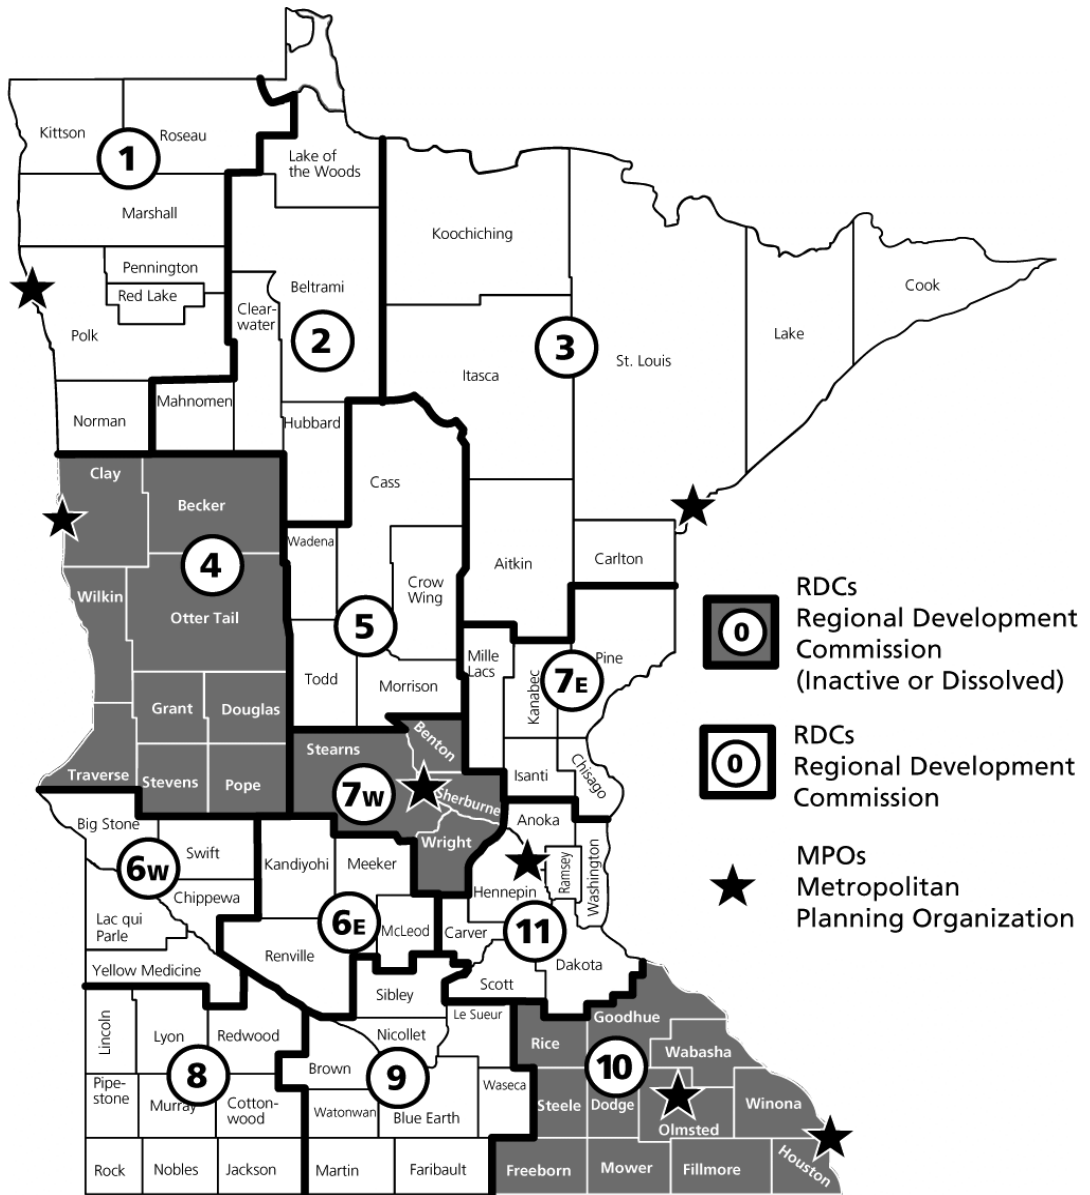 Kittson
Roseau
1
Lake of
the Woods
Marshall
Koochiching
Pennington
Red Lake
Beltrami
Cook
Clear-
water
Polk
2
3
Lake
St. Louis
Itasca
Mahnomen
Norman
Hubbard
Clay
Cass
Becker
Wadena
4
Aitkin
Carlton
Crow
Wing
Wilkin
Otter Tail
5
Mille
Lacs
Pine
7E
Kanabec
Todd
Morrison
Grant
Douglas
Benton
Stearns
Isanti
Chisago
Traverse
Stevens
Pope
7W
Sherburne
Big Stone
Anoka
Wright
Swift
Kandiyohi
Meeker
Ramsey
Washington
6W
Chippewa
Hennepin
Lac qui
Parle
6E
McLeod
Carver
11
Renville
Dakota
Yellow Medicine
Scott
Sibley
Le Sueur
Goodhue
Lincoln
Lyon
Redwood
Nicollet
Rice
Wabasha
Brown
10
8
9
Pipe-
stone
Murray
Cotton-
wood
Watonwan
Blue Earth
Waseca
Steele
Dodge
Olmsted
Winona
Rock
Nobles
Jackson
Martin
Faribault
Freeborn
Mower
Fillmore
Houston
0
RDCs
Regional Development
Commission
(Inactive or Dissolved)
0
RDCs
Regional Development
Commission
MPOs
Metropolitan
Planning Organization